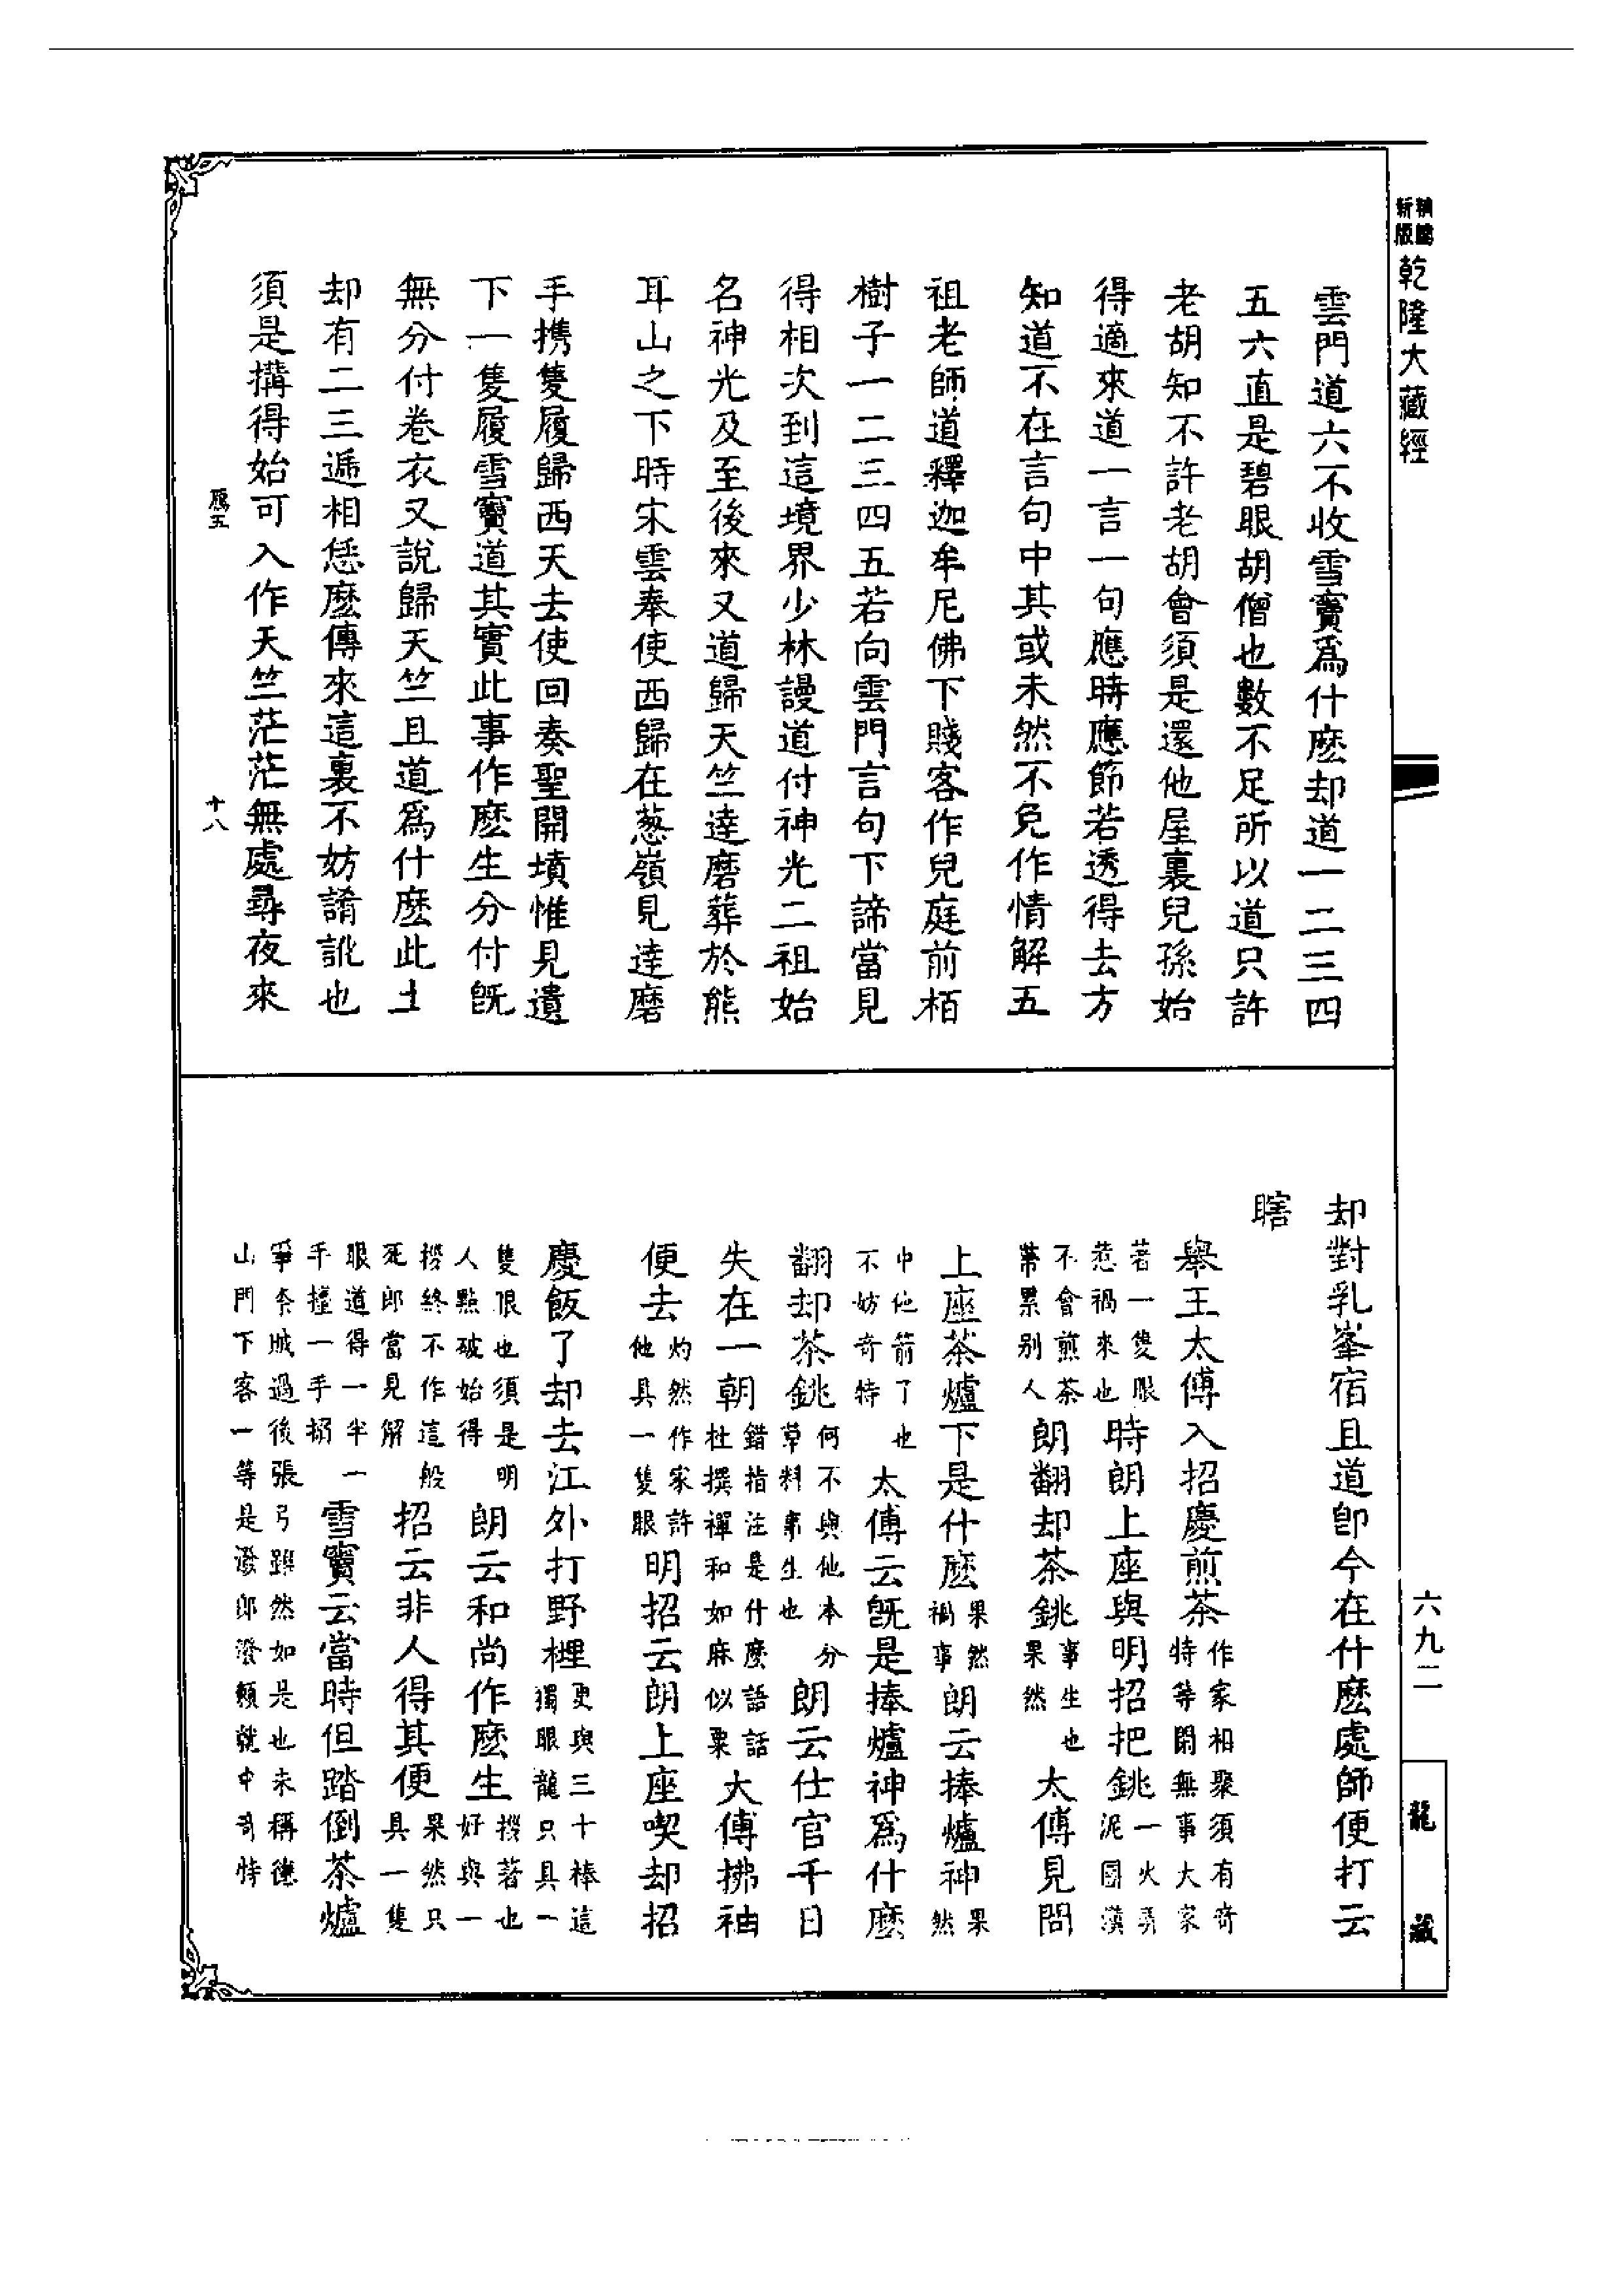 乾隆大藏經
雲門道六不收雪竇爲什麽却道一二三四
五六直是碧眼胡僧也數不足所以道只許
老胡知不許老胡會須是還他屋裏兒孫始
得適來道一言一句應時應節若透得去方
知道不在言句中其或未然不免作情解五
祖老師道釋迦牟尼佛下賤客作兒庭前柏
樹子一二三四五若向雲門言句下諦當見
得相次到這境界少林謾道付神光二祖始
名神光及至後來又道歸天竺達磨葬於熊
耳山之下時宋雲奉使西歸在葱嶺見達磨
手携隻履歸西天去使回奏聖開墳惟見遺
下一隻履雪竇道其實此事作麽生分付旣
無分付卷衣又說歸天竺且道爲什麽此土
却有二三遞相恁麽傳來這裏不妨誵訛也
須是搆得始可入作天竺茫茫無處尋夜來
十八
六九二
龍藏
却對乳峯宿且道卽今在什麽處師便打云
瞎
舉王太傅入招慶煎茶作家相聚須有奇特等閑無事大家
著一隻眼惹禍來也時朗上座與明招把銚一火弄泥團漢
不會煎茶帶累別人朗翻却茶銚事生也果然太傅見問
上座茶爐下是什麽果然禍事朗云捧爐神果然
中他箭了也不妨奇特太傅云旣是捧爐神爲什麽
翻却茶銚何不與他本分草料事生也朗云仕官千日
失在一朝錯指注是什麽語話杜撰禪和如麻似粟大傅拂袖
便去灼然作家許他具一隻眼明招云朗上座喫却招
慶飯了却去江外打野榸更與三十棒這獨眼龍只具一
隻眼也須是明人點破始得朗云和尚作麽生拶著也好與一
拶終不作這般死郎當見解招云非人得其便果然只具一隻
眼道得一半一手擡一手搦雪竇云當時但踏倒茶爐
爭奈賊過後張弓雖然如是也未稱德山門下客一等是潑郎潑賴就中奇特